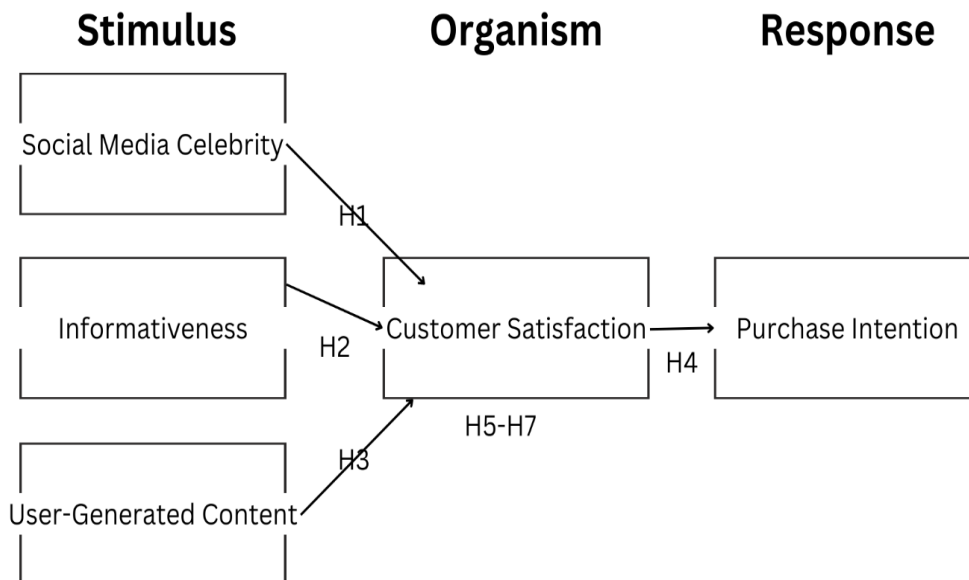 Stimulus
Organism
Response
Social Media Celebrity
H1
Informativeness
H2
Customer Satisfaction
H4
Purchase Intention
H5-H7
H3
User-Generated Content